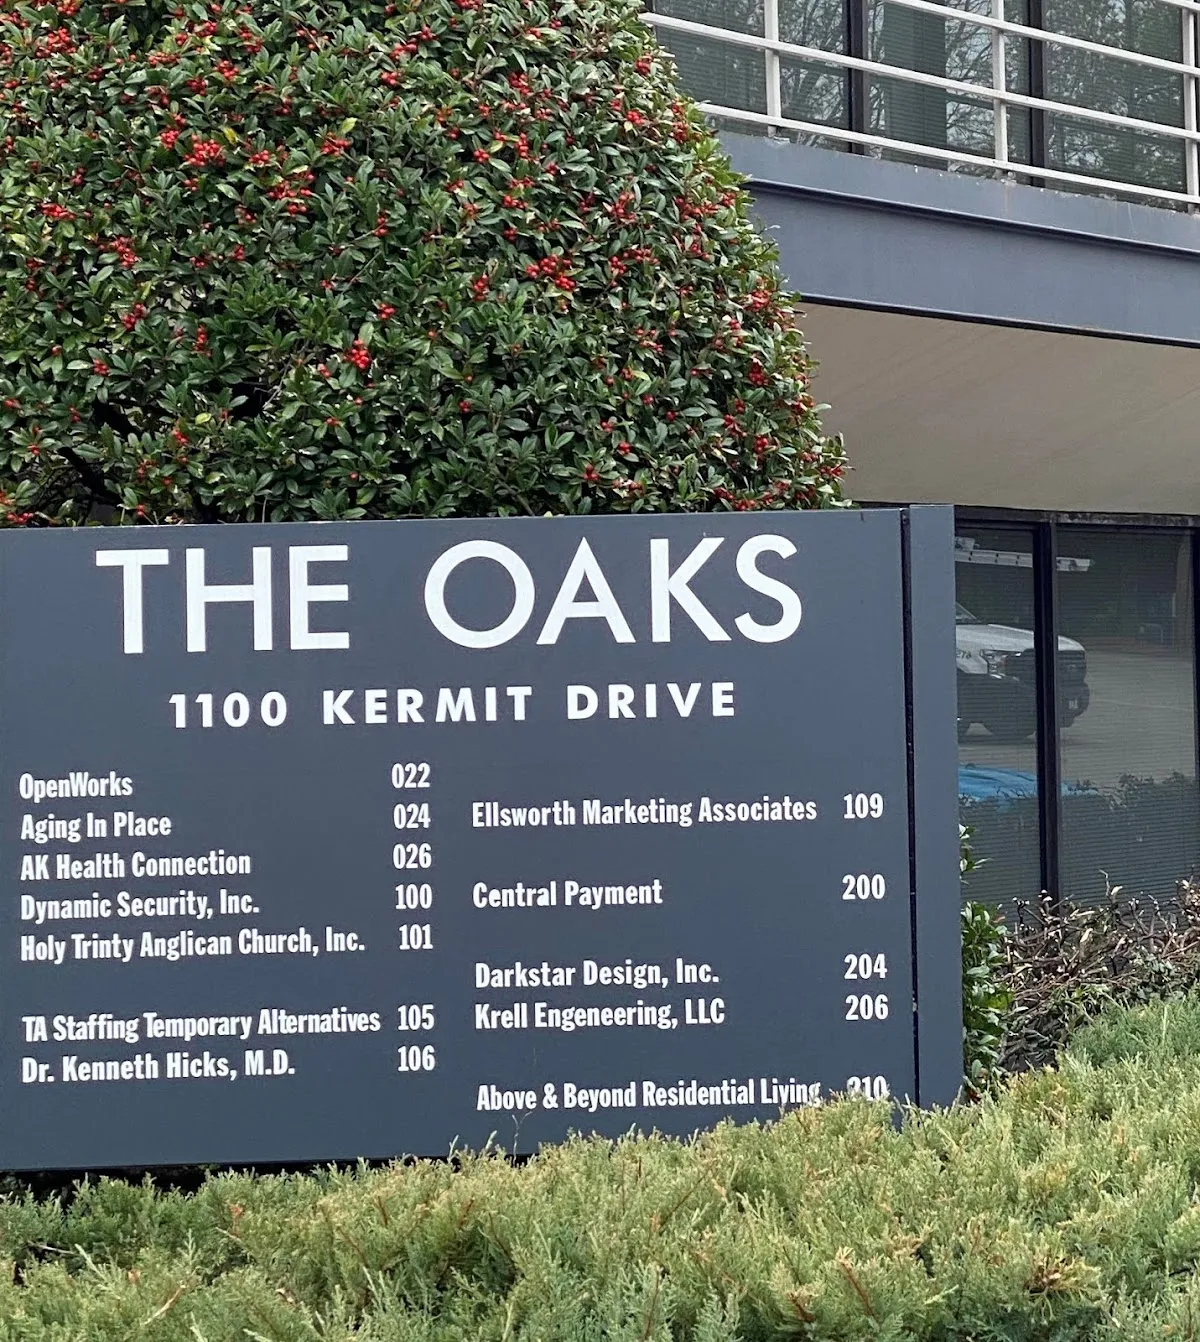 THE OAKS
1100 KERMIT DRIVE
OpenWorks 022
Aging In Place 024
AK Health Connection 026
Dynamic Security, Inc. 100
Holy Trinty Anglican Church, Inc. 101
TA Staffing Temporary Alternatives 105
Dr. Kenneth Hicks, M.D. 106
Ellsworth Marketing Associates 109
Central Payment 200
Darkstar Design, Inc. 204
Krell Engeneering, LLC 206
Above & Beyond Residential Living 210